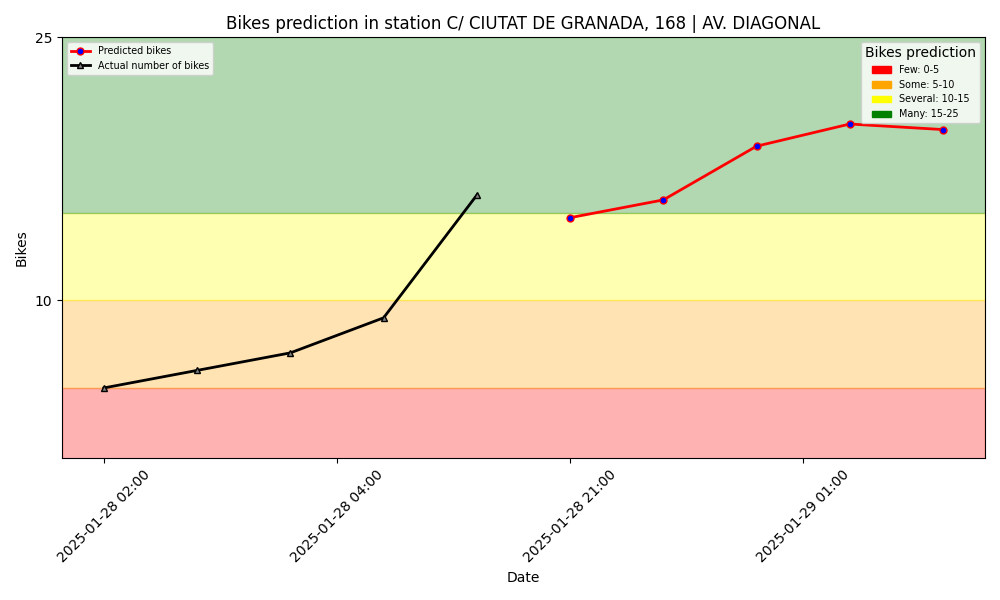 Bikes prediction in station C/ CIUTAT DE GRANADA, 168 | AV. DIAGONAL
25
10
Bikes
Predicted bikes
Actual number of bikes
Bikes prediction
Few: 0-5
Some: 5-10
Several: 10-15
Many: 15-25
2025-01-28 02:00
2025-01-28 04:00
2025-01-28 21:00
2025-01-29 01:00
Date